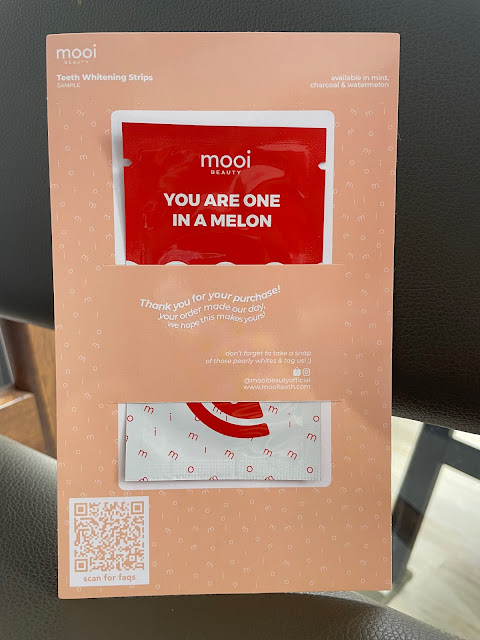 mooi
BEAUTY
Teeth Whitening Strips
SAMPLE
available in mint,
charcoal & watermelon
mooi
BEAUTY
YOU ARE ONE
IN A MELON
Thank you for your purchase!
your order made our day,
we hope this makes yours!
don't forget to take a snap
of those pearly whites & tag us! ;)
@mooibeautyofficial
www.mooiteeth.com
scan for faqs